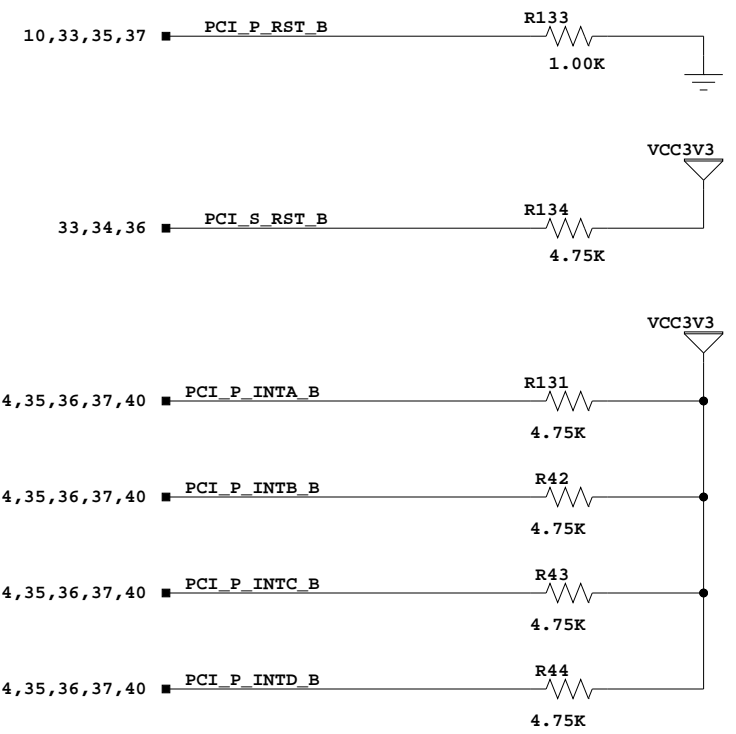 PCI_P_RST_B R133
10,33,35,37
1.00K
VCC3V3
PCI_S_RST_B R134
33,34,36
4.75K
VCC3V3
PCI_P_INTA_B R131
4,35,36,37,40
4.75K
PCI_P_INTB_B R42
4,35,36,37,40
4.75K
PCI_P_INTC_B R43
4,35,36,37,40
4.75K
PCI_P_INTD_B R44
4,35,36,37,40
4.75K